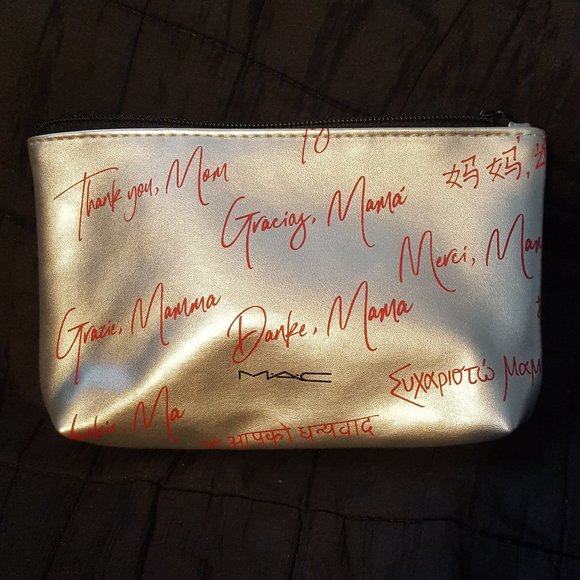 Thank you, Mom
Gracias, Mamá
妈妈,
Merci, Mam
Grazie, Mamma
Danke, Mama
M·A·C
Ευχαριστώ Μαμ
Ma
आपको धन्यवाद